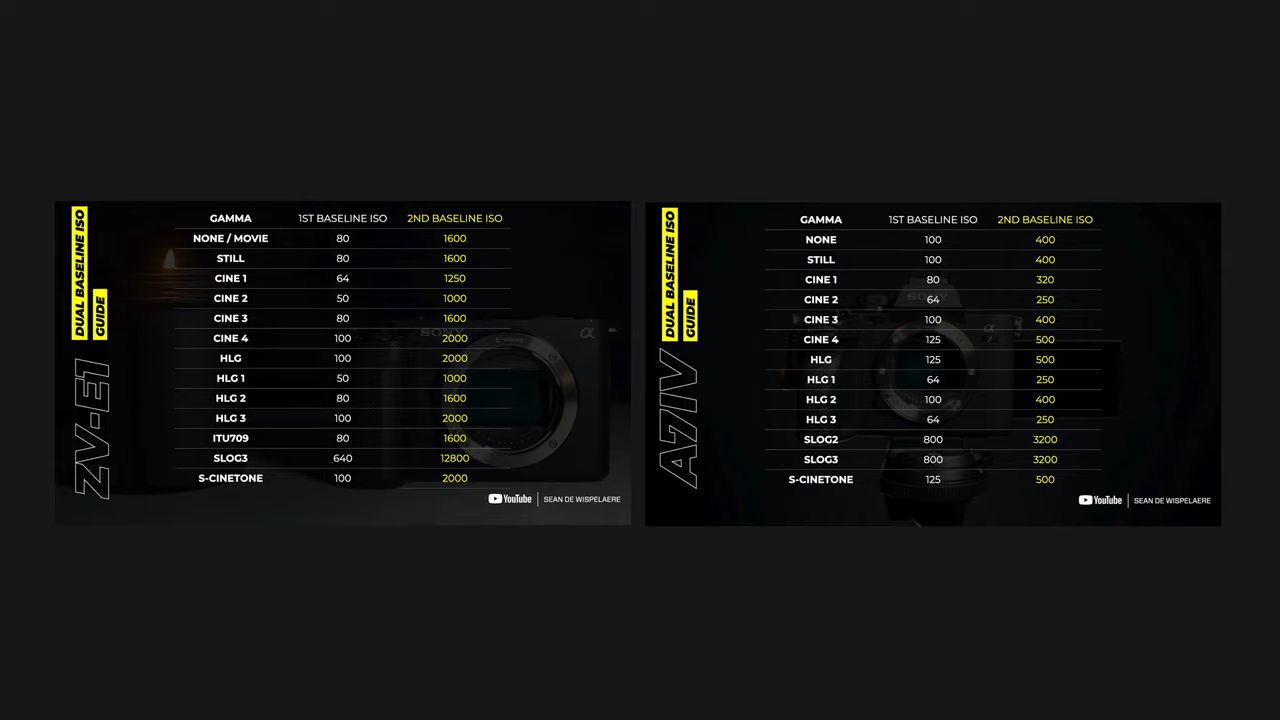 DUAL BASELINE ISO
GUIDE
ZV-E1
GAMMA 1ST BASELINE ISO 2ND BASELINE ISO
NONE / MOVIE 80 1600
STILL 80 1600
CINE 1 64 1250
CINE 2 50 1000
CINE 3 80 1600
CINE 4 100 2000
HLG 100 2000
HLG 1 50 1000
HLG 2 80 1600
HLG 3 100 2000
ITU709 80 1600
SLOG3 640 12800
S-CINETONE 100 2000
SONY
α
YouTube SEAN DE WISPELAERE
DUAL BASELINE ISO
GUIDE
A7IV
GAMMA 1ST BASELINE ISO 2ND BASELINE ISO
NONE 100 400
STILL 100 400
CINE 1 80 320
CINE 2 64 250
CINE 3 100 400
CINE 4 125 500
HLG 125 500
HLG 1 64 250
HLG 2 100 400
HLG 3 64 250
SLOG2 800 3200
SLOG3 800 3200
S-CINETONE 125 500
SONY
α
YouTube SEAN DE WISPELAERE